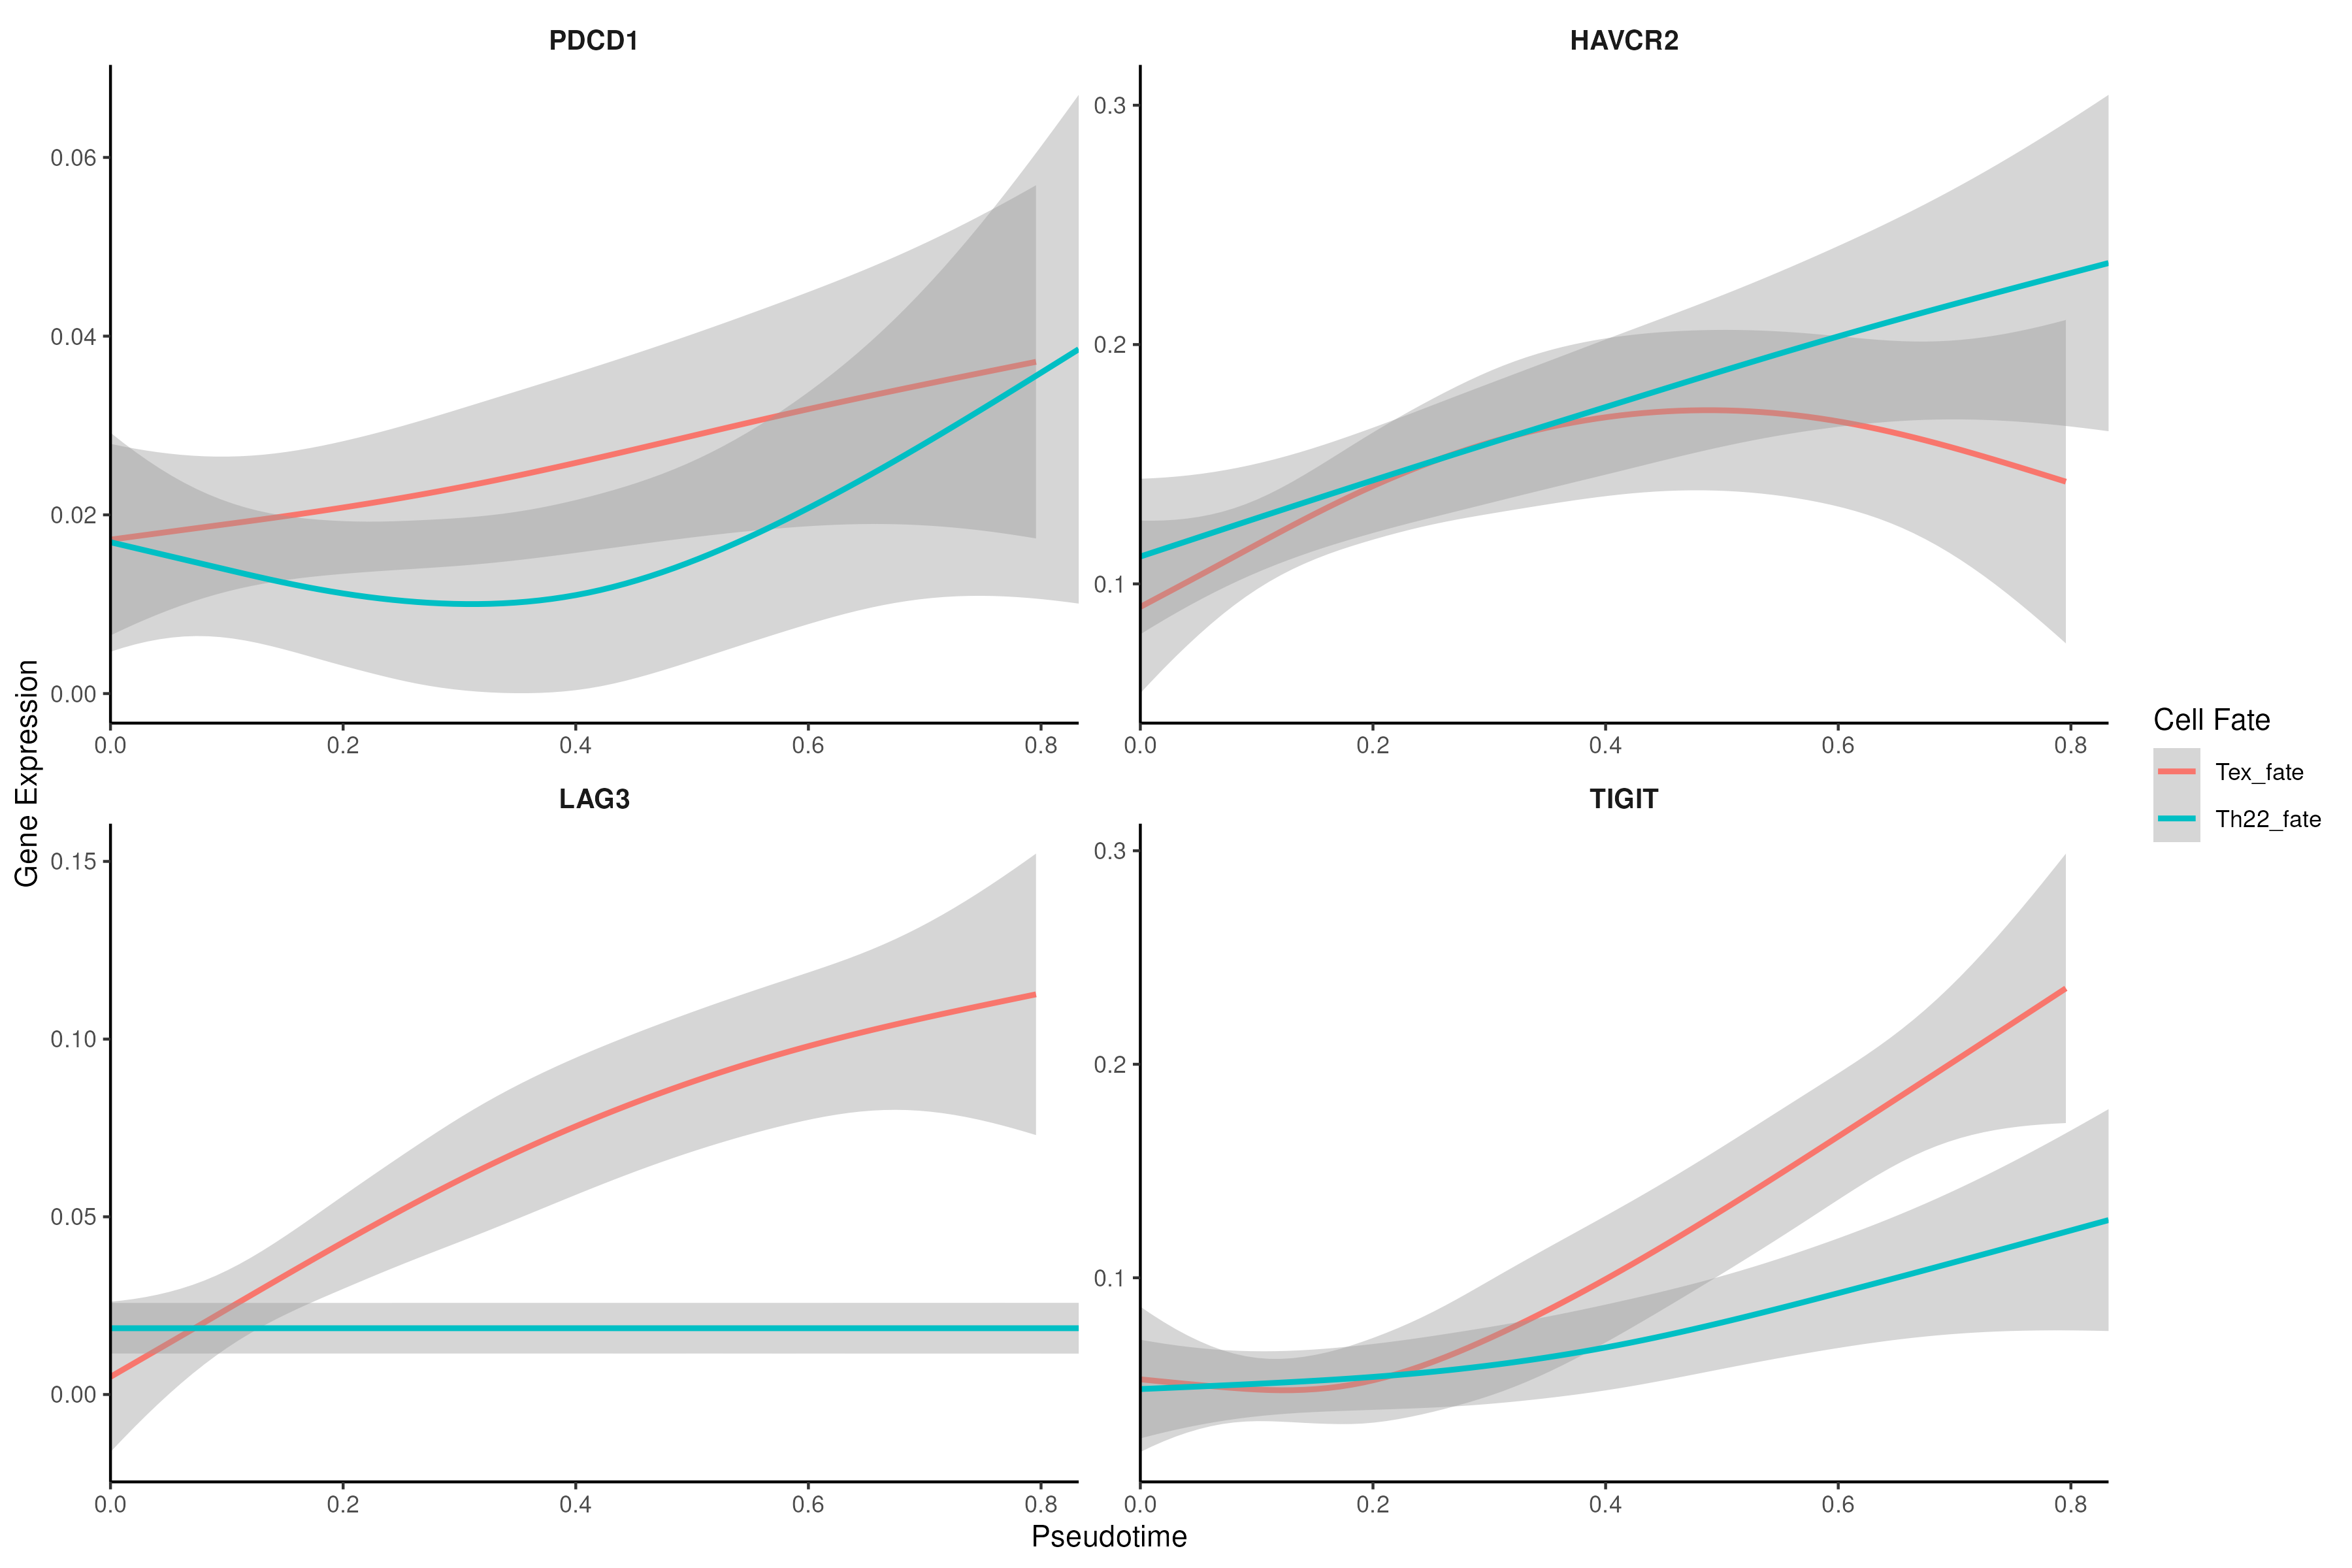 PDCD1
HAVCR2
0.06
0.04
0.02
0.00
0.0 0.2 0.4 0.6 0.8
0.3
0.2
0.1
0.0 0.2 0.4 0.6 0.8
LAG3
TIGIT
0.15
0.10
0.05
0.00
0.0 0.2 0.4 0.6 0.8
0.3
0.2
0.1
0.0 0.2 0.4 0.6 0.8
Gene Expression
Pseudotime
Cell Fate
Tex_fate
Th22_fate